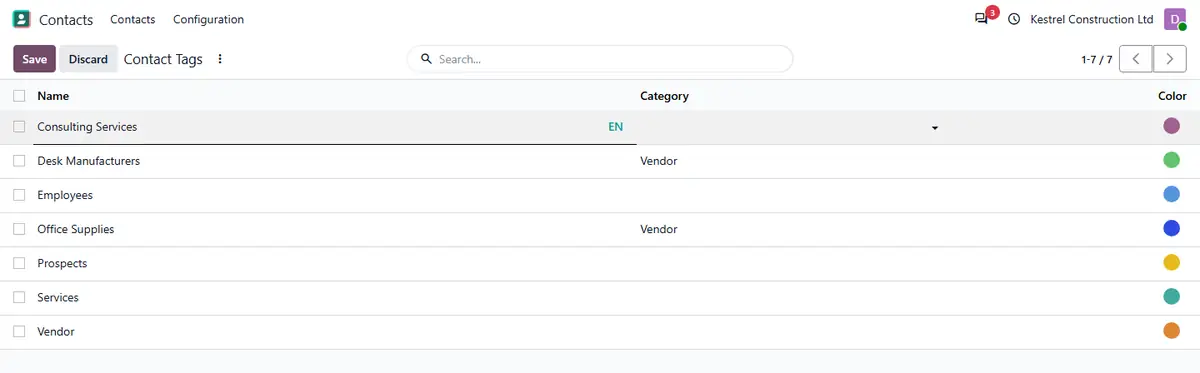 Contacts Contacts Configuration 3 Kestrel Construction Ltd D
Save Discard Contact Tags Search... 1-7 / 7
Name Category Color
Consulting Services EN
Desk Manufacturers Vendor
Employees
Office Supplies Vendor
Prospects
Services
Vendor